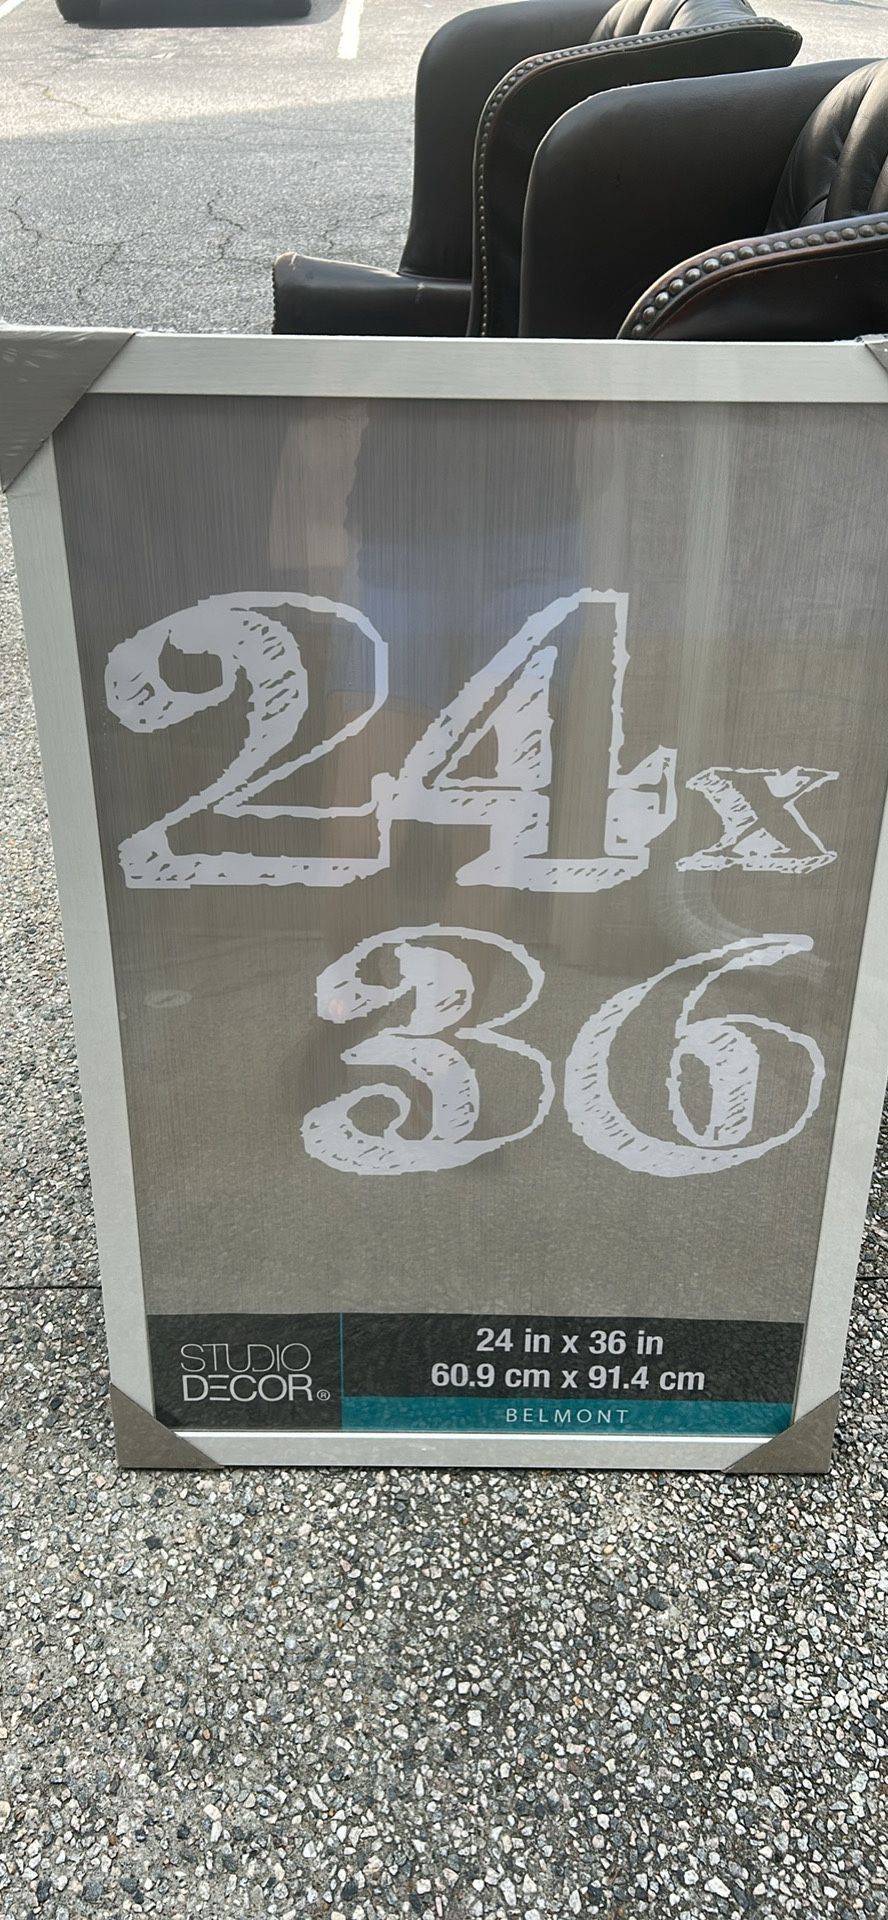 24x
36
STUDIO
DECOR®
24 in x 36 in
60.9 cm x 91.4 cm
BELMONT